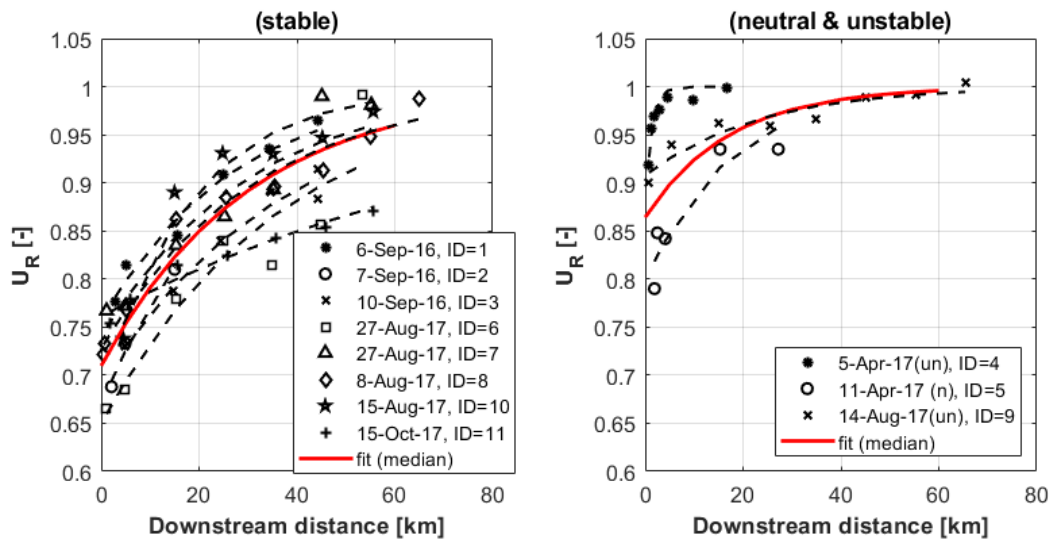 (stable)
1.05
1
0.95
0.9
0.85
0.8
0.75
0.7
0.65
0.6
U_R [-]
0
20
40
60
80
Downstream distance [km]
6-Sep-16, ID=1
7-Sep-16, ID=2
10-Sep-16, ID=3
27-Aug-17, ID=6
27-Aug-17, ID=7
8-Aug-17, ID=8
15-Aug-17, ID=10
15-Oct-17, ID=11
fit (median)
(neutral & unstable)
1.05
1
0.95
0.9
0.85
0.8
0.75
0.7
0.65
0.6
U_R [-]
0
20
40
60
80
Downstream distance [km]
5-Apr-17(un), ID=4
11-Apr-17 (n), ID=5
14-Aug-17(un), ID=9
fit (median)